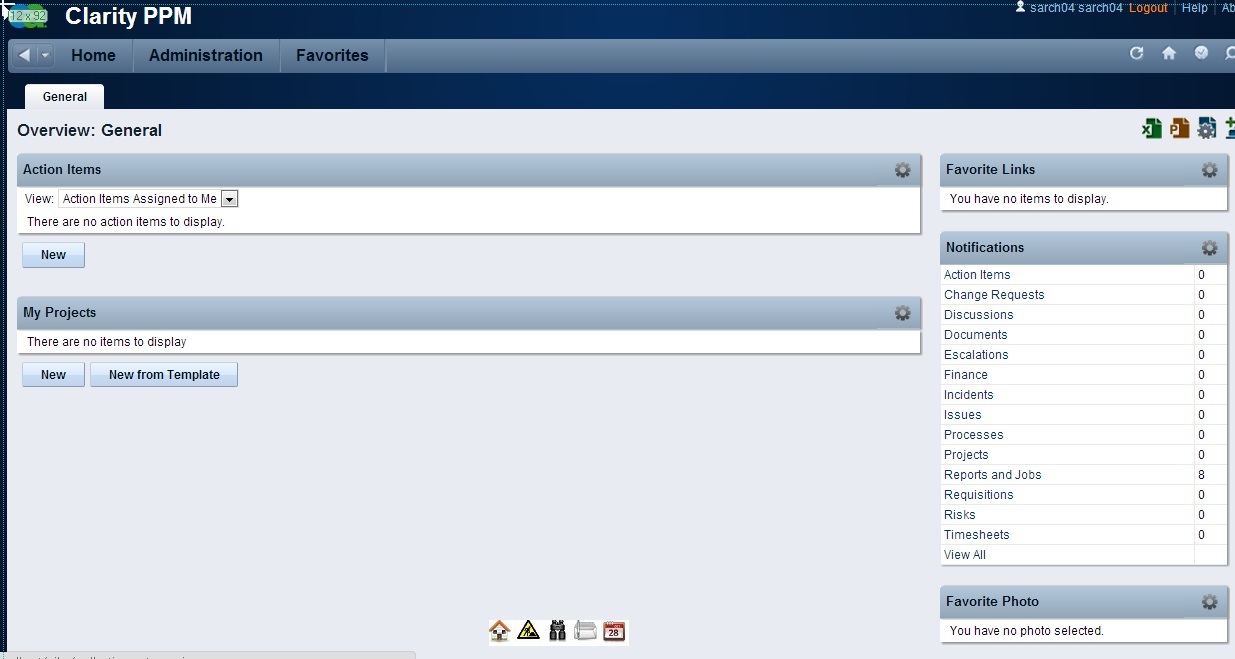 12 x 92
Clarity PPM
sarch04 sarch04 Logout Help
Home Administration Favorites
General
Overview: General
Action Items
View: Action Items Assigned to Me
There are no action items to display.
New
My Projects
There are no items to display
New New from Template
Favorite Links
You have no items to display.
Notifications
Action Items 0
Change Requests 0
Discussions 0
Documents 0
Escalations 0
Finance 0
Incidents 0
Issues 0
Processes 0
Projects 0
Reports and Jobs 8
Requisitions 0
Risks 0
Timesheets 0
View All
Favorite Photo
You have no photo selected.
28